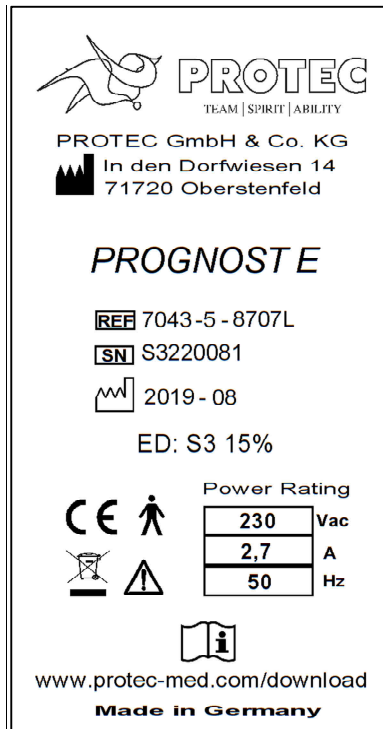 PROTEC
TEAM | SPIRIT | ABILITY
PROTEC GmbH & Co. KG
In den Dorfwiesen 14
71720 Oberstenfeld
PROGNOST E
REF 7043-5-8707L
SN S3220081
2019-08
ED: S3 15%
CE
Power Rating
230 Vac
2,7 A
50 Hz
i
www.protec-med.com/download
Made in Germany